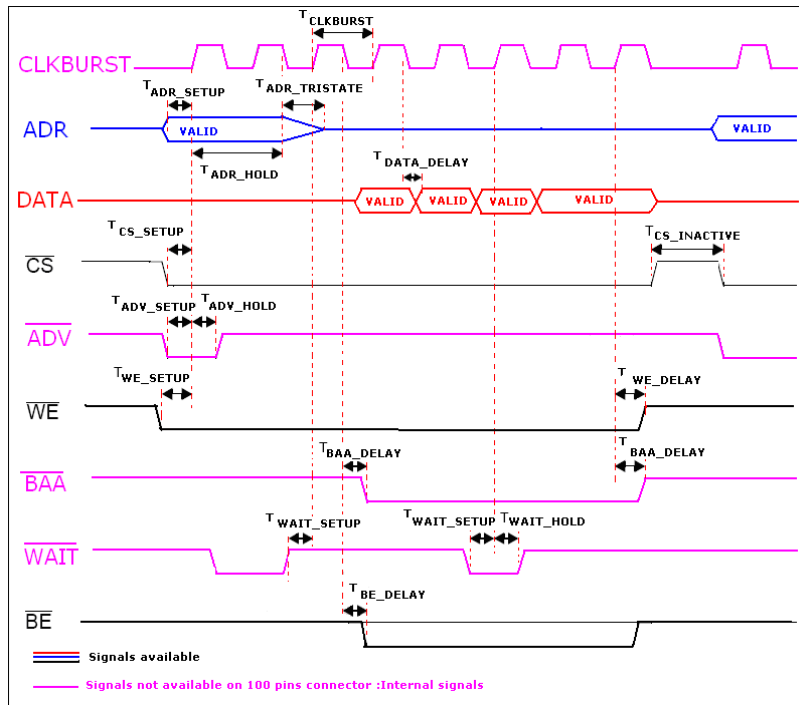 TCLKBURST
CLKBURST
TADR_SETUP
TADR_TRISTATE
ADR
VALID
VALID
TADR_HOLD
TDATA_DELAY
DATA
VALID
VALID
VALID
VALID
TCS_SETUP
TCS_INACTIVE
CS
TADV_SETUP
TADV_HOLD
ADV
TWE_SETUP
TWE_DELAY
WE
TBAA_DELAY
TBAA_DELAY
BAA
TWAIT_SETUP
TWAIT_SETUP
TWAIT_HOLD
WAIT
TBE_DELAY
BE
Signals available
Signals not available on 100 pins connector :Internal signals